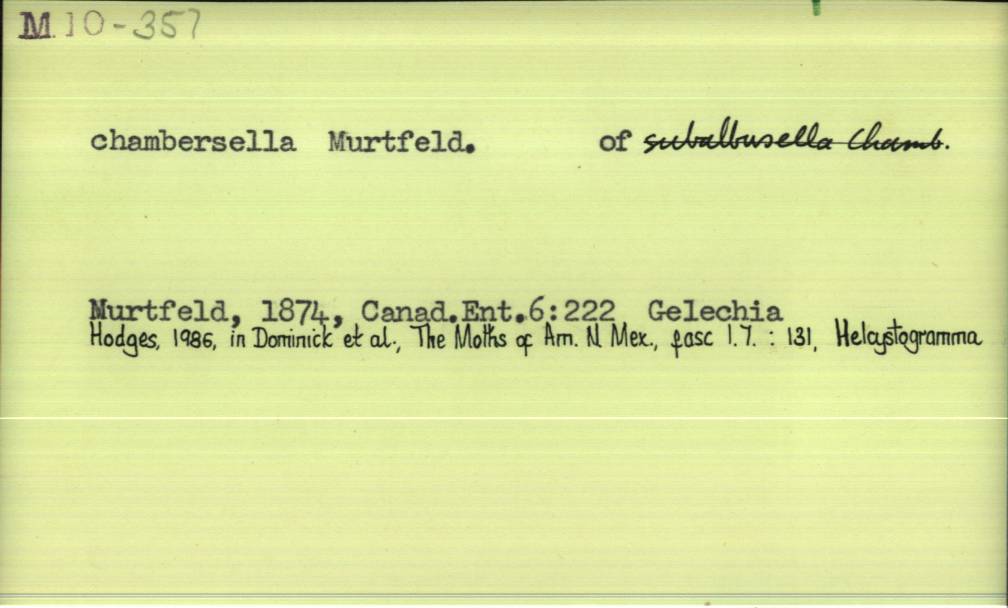 M 10-357
chambersella Murtfeld. of subalbusella Chamb.
Murtfeld, 1874, Canad.Ent.6:222 Gelechia
Hodges, 1986, in Dominick et al., The Moths of Am. N Mex., fasc 1.7. : 131, Helcystogramma